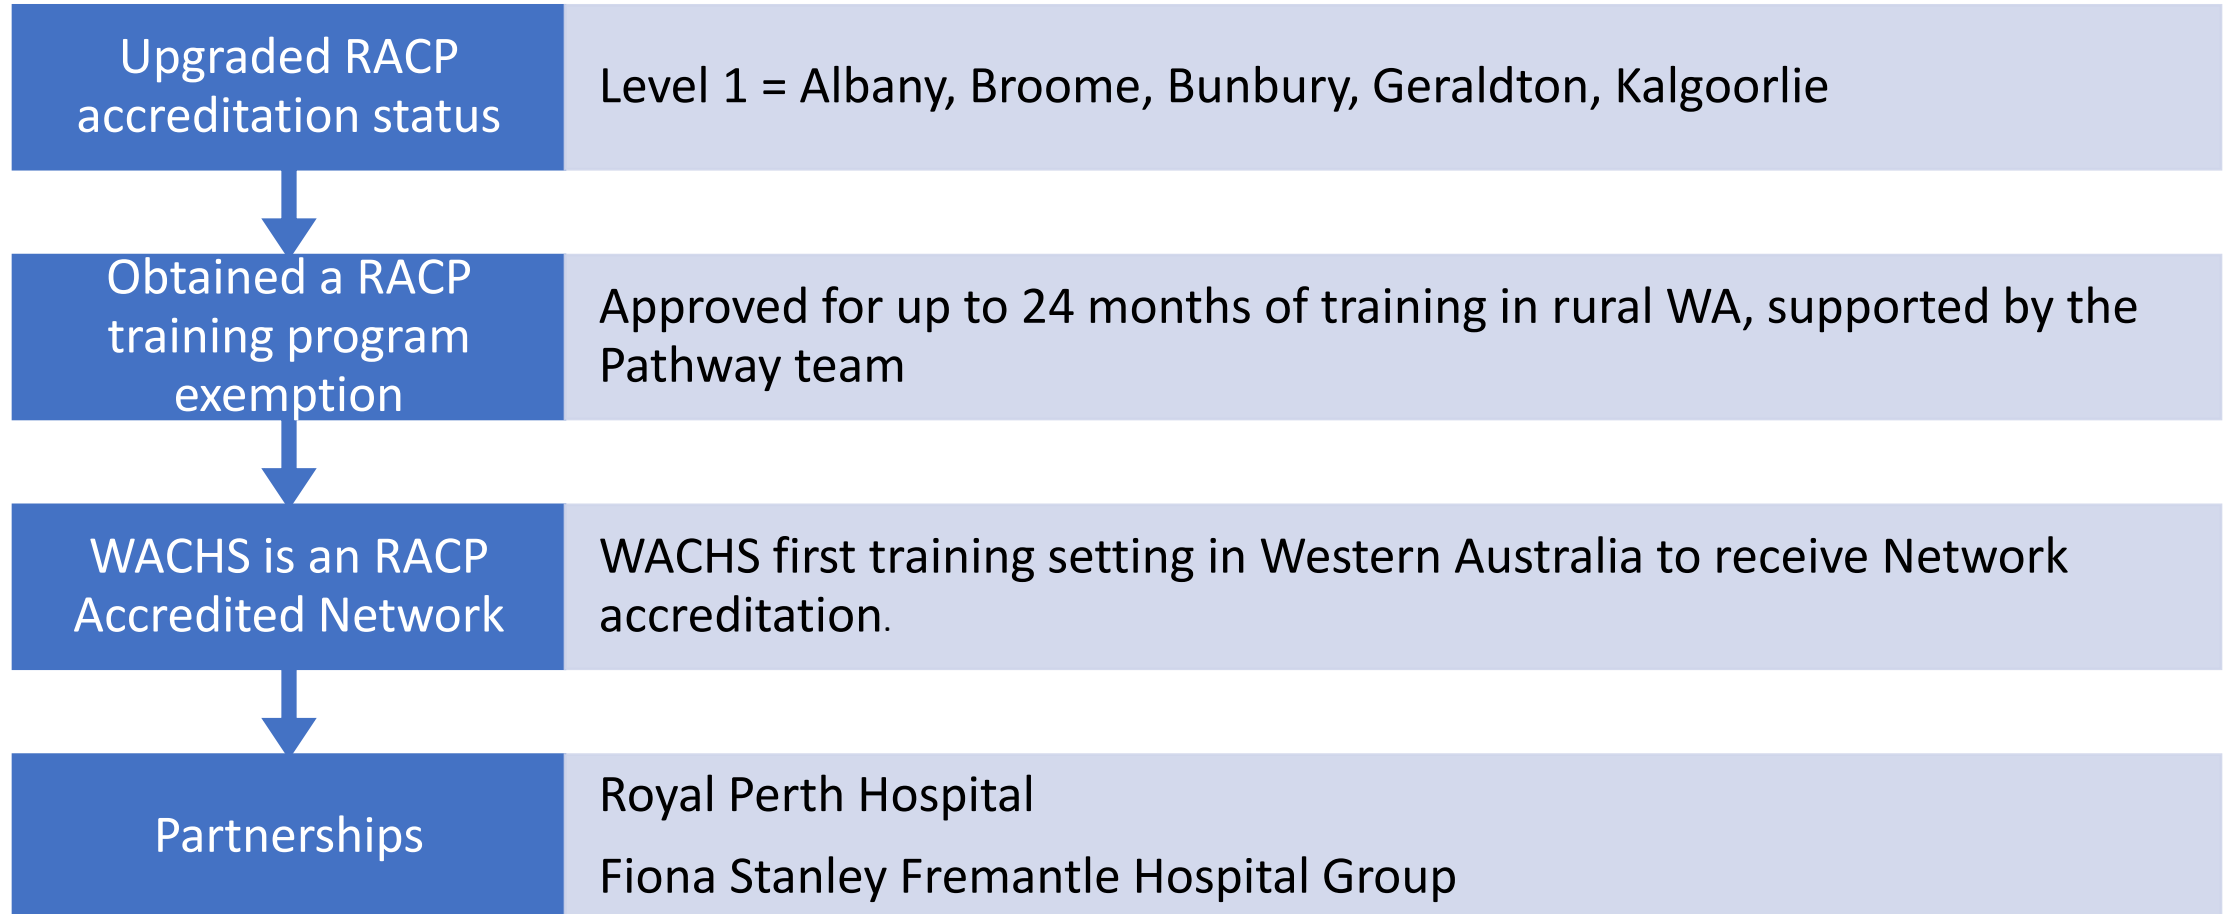 Upgraded RACP
accreditation status
Level 1 = Albany, Broome, Bunbury, Geraldton, Kalgoorlie
Obtained a RACP
training program
exemption
Approved for up to 24 months of training in rural WA, supported by the
Pathway team
WACHS is an RACP
Accredited Network
WACHS first training setting in Western Australia to receive Network
accreditation.
Partnerships
Royal Perth Hospital
Fiona Stanley Fremantle Hospital Group